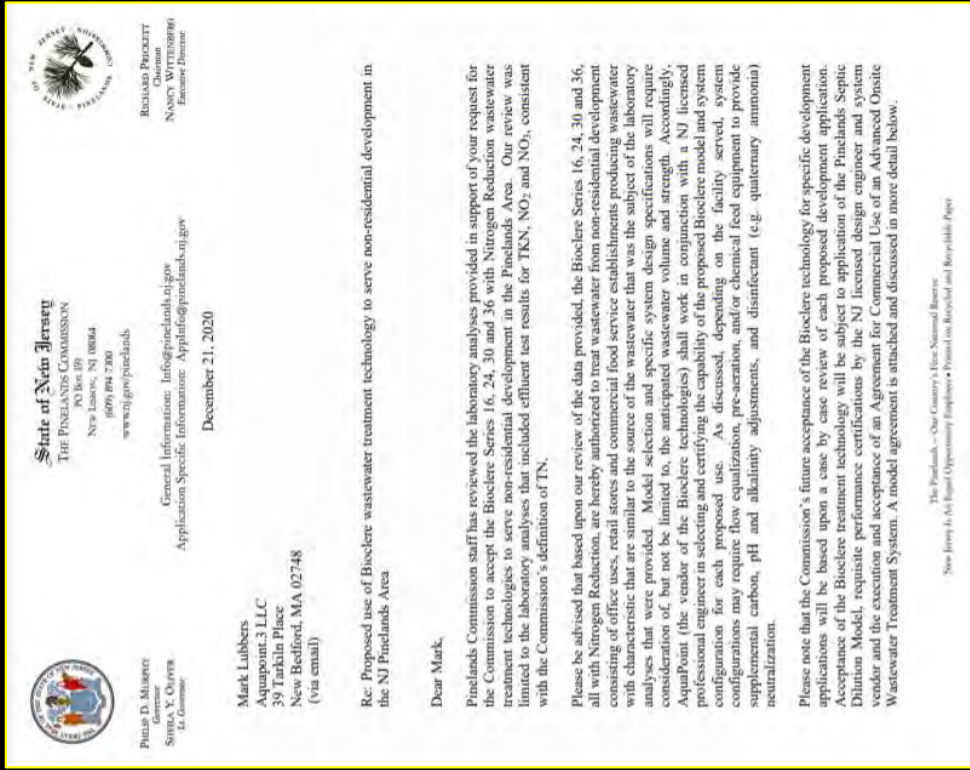 State of New Jersey
THE PINELANDS COMMISSION
PO Box 359
NEW LISBON, NJ 08064
(609) 894-7300
www.nj.gov/pinelands
PHILIP D. MURPHY
Governor
SHEILA Y. OLIVER
Lt. Governor
RICHARD PRICKETT
Chairman
NANCY WITTENBERG
Executive Director
General Information: Info@pinelands.nj.gov
Application Specific Information: AppInfo@pinelands.nj.gov
December 21, 2020
Mark Lubbers
Aquapoint.3 LLC
39 Tarkiln Place
New Bedford, MA 02748
(via email)
Re: Proposed use of Bioclere wastewater treatment technology to serve non-residential development in
the NJ Pinelands Area
Dear Mark,
Pinelands Commission staff has reviewed the laboratory analyses provided in support of your request for
the Commission to accept the Bioclere Series 16, 24, 30 and 36 with Nitrogen Reduction wastewater
treatment technologies to serve non-residential development in the Pinelands Area. Our review was
limited to the laboratory analyses that included effluent test results for TKN, NO2 and NO3, consistent
with the Commission's definition of TN.
Please be advised that based upon our review of the data provided, the Bioclere Series 16, 24, 30 and 36,
all with Nitrogen Reduction, are hereby authorized to treat wastewater from non-residential development
consisting of office uses, retail stores and commercial food service establishments producing wastewater
with characteristic that are similar to the source of the wastewater that was the subject of the laboratory
analyses that were provided. Model selection and specific system design specifications will require
consideration of, but not be limited to, the anticipated wastewater volume and strength. Accordingly,
AquaPoint (the vendor of the Bioclere technologies) shall work in conjunction with a NJ licensed
professional engineer in selecting and certifying the capability of the proposed Bioclere model and system
configuration for each proposed use. As discussed, depending on the facility served, system
configurations may require flow equalization, pre-aeration, and/or chemical feed equipment to provide
supplemental carbon, pH and alkalinity adjustments, and disinfectant (e.g. quaternary ammonia)
neutralization.
Please note that the Commission's future acceptance of the Bioclere technology for specific development
applications will be based upon a case by case review of each proposed development application.
Acceptance of the Bioclere treatment technology will be subject to application of the Pinelands Septic
Dilution Model, requisite performance certifications by the NJ licensed design engineer and system
vendor and the execution and acceptance of an Agreement for Commercial Use of an Advanced Onsite
Wastewater Treatment System. A model agreement is attached and discussed in more detail below.
The Pinelands – Our Country's First National Reserve
New Jersey Is An Equal Opportunity Employer • Printed on Recycled and Recyclable Paper